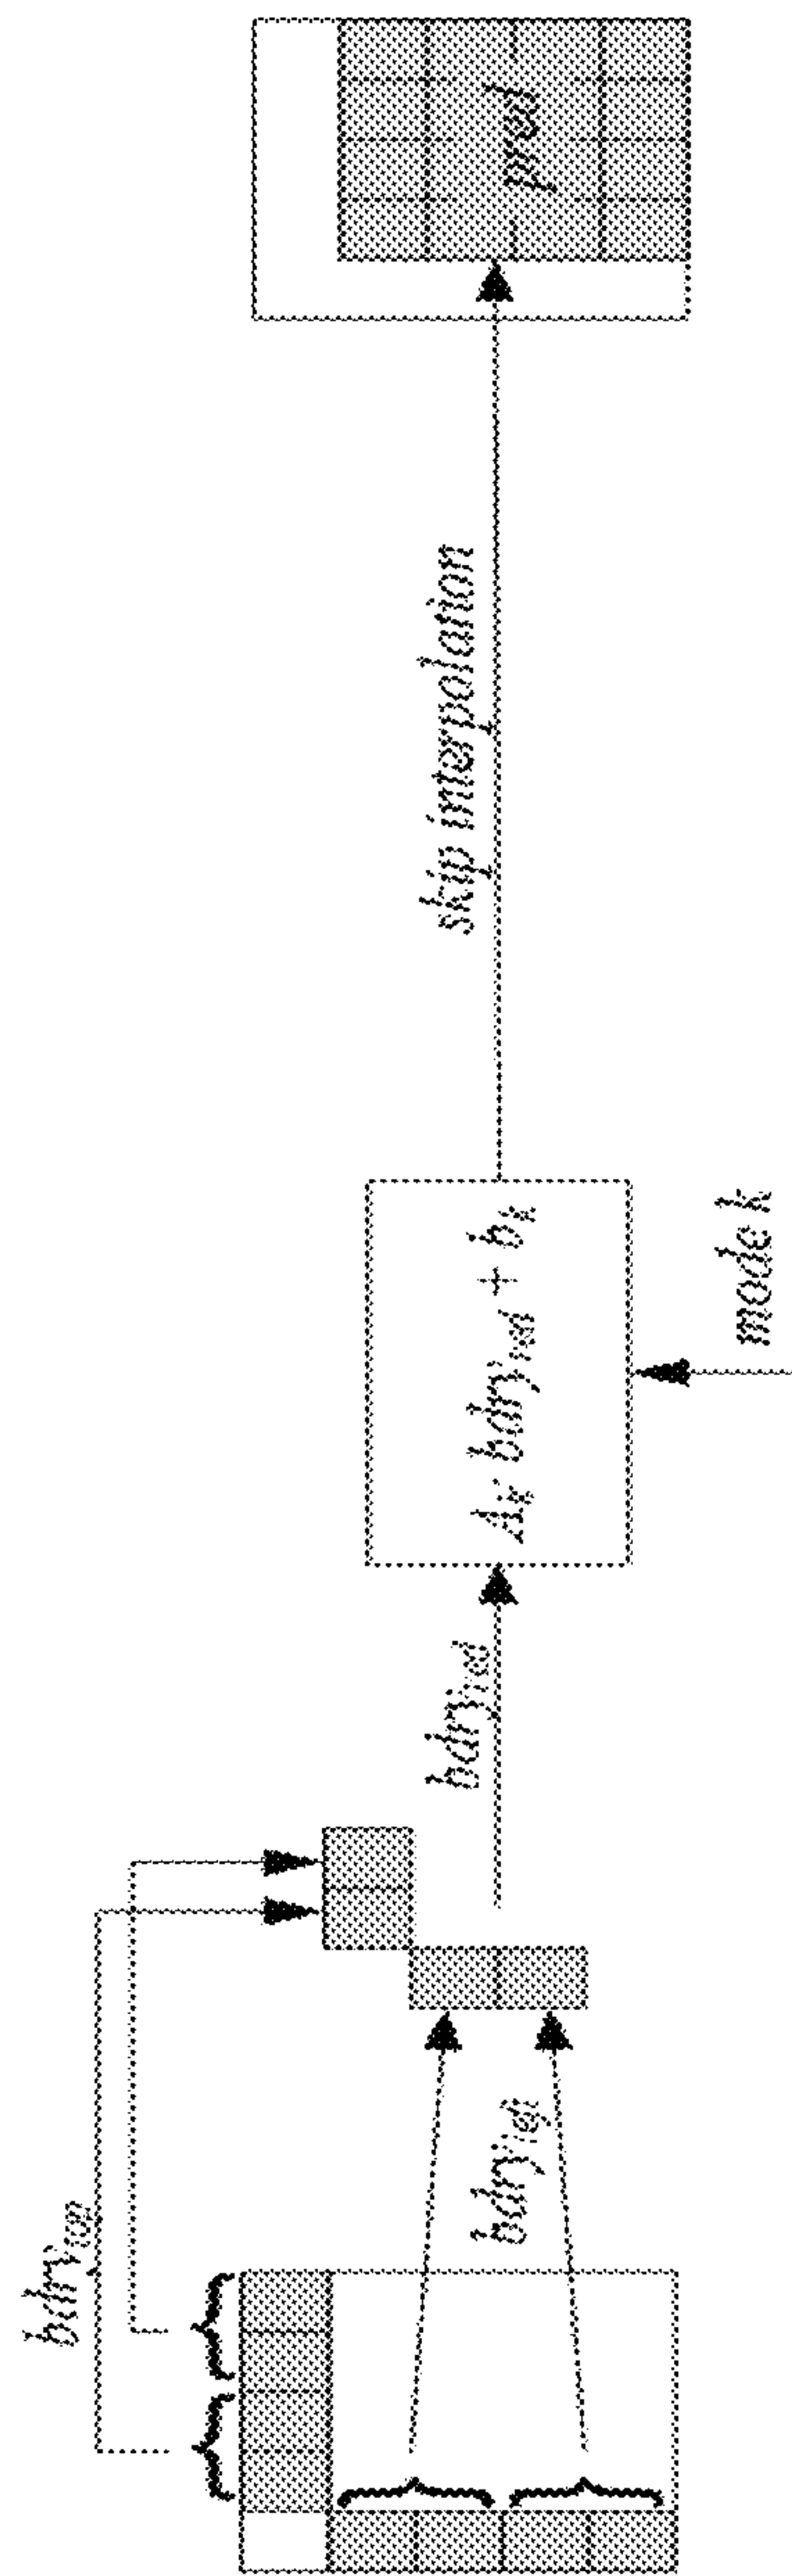 bdry_top
bdry_left
bdry_red
A_k · bdry_red + b_k
mode k
skip interpolation
pred